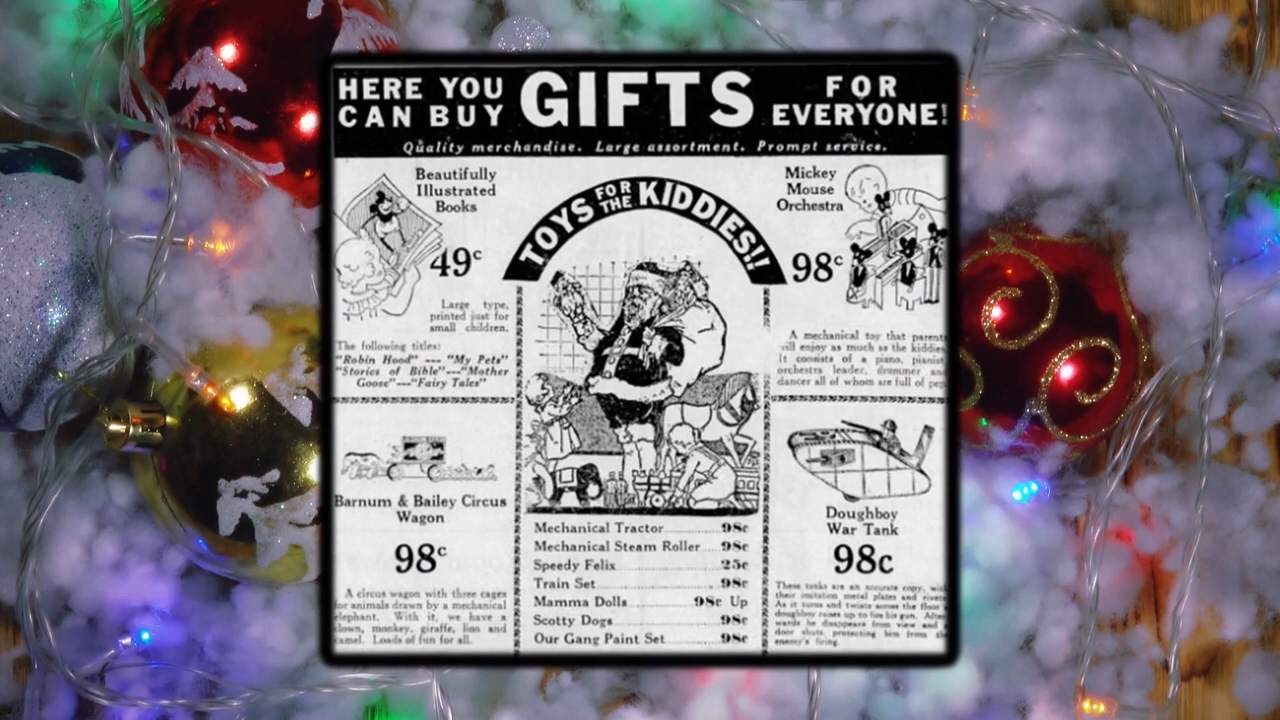 HERE YOU
CAN BUY
GIFTS
FOR
EVERYONE!
Quality merchandise. Large assortment. Prompt service.
Beautifully
Illustrated
Books
49c
Large type,
printed just for
small children.
The following titles:
"Robin Hood" --- "My Pets"
"Stories of Bible"---"Mother
Goose"---"Fairy Tales"
Barnum & Bailey Circus
Wagon
98c
A circus wagon with three cages
for animals drawn by a mechanical
elephant. With it, we have a
clown, monkey, giraffe, lion and
camel. Loads of fun for all.
TOYS FOR THE KIDDIES!!
Mechanical Tractor 98c
Mechanical Steam Roller 98c
Speedy Felix 25c
Train Set 98c
Mamma Dolls 98c Up
Scotty Dogs 98c
Our Gang Paint Set 98c
Mickey
Mouse
Orchestra
98c
A mechanical toy that parents
will enjoy as much as the kiddies.
It consists of a piano, pianist,
orchestra leader, drummer and
dancer all of whom are full of pep
Doughboy
War Tank
98c
These tanks are an accurate copy, with
their imitation metal plates and rivets
As it turns and twists across the floor a
doughboy raises up to fire his gun. After-
wards he disappears from view and
door shuts, protecting him from the
enemy's firing.